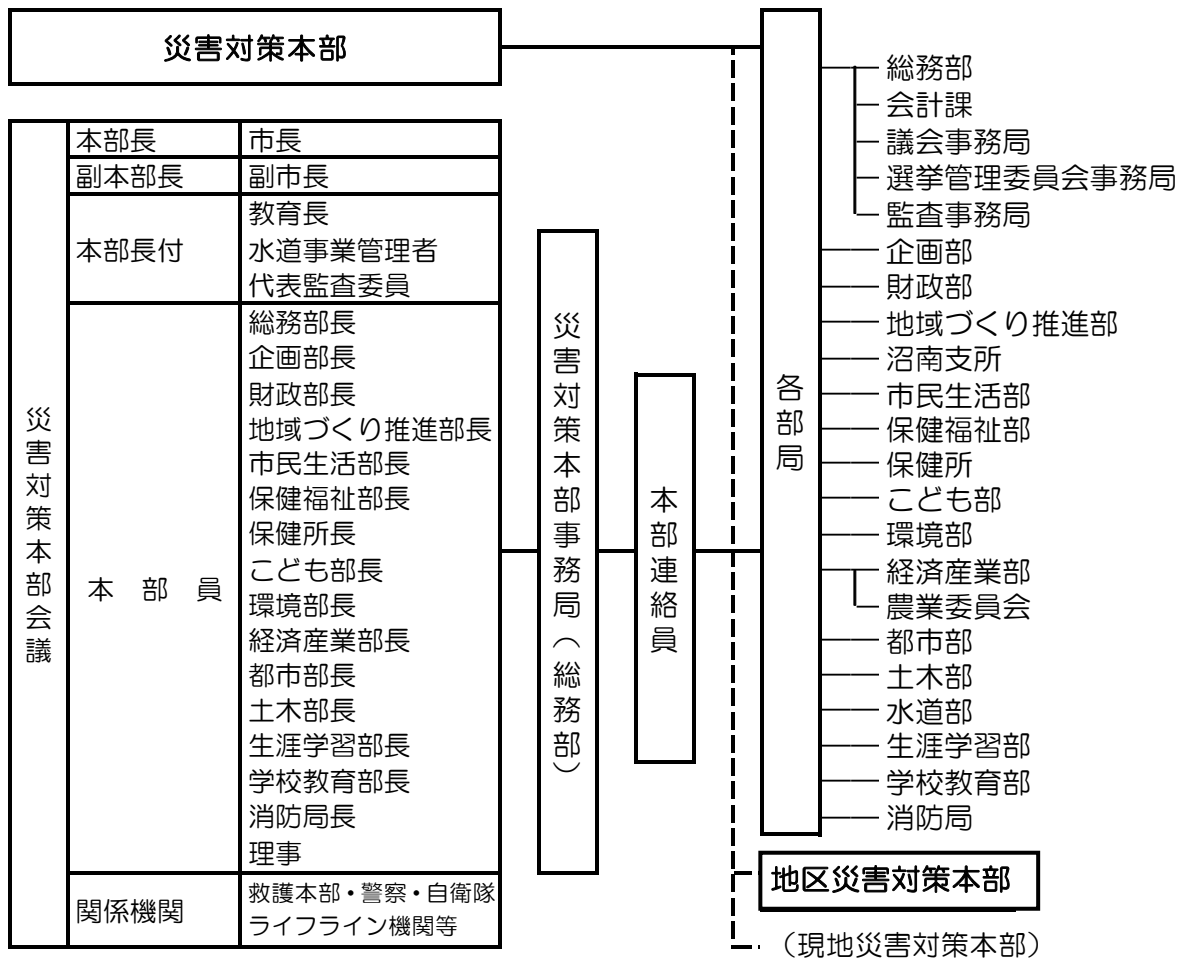 災害対策本部
災害対策本部会議
本部長
市長
副本部長
副市長
本部長付
教育長
水道事業管理者
代表監査委員
本 部 員
総務部長
企画部長
財政部長
地域づくり推進部長
市民生活部長
保健福祉部長
保健所長
こども部長
環境部長
経済産業部長
都市部長
土木部長
生涯学習部長
学校教育部長
消防局長
理事
関係機関
救護本部・警察・自衛隊
ライフライン機関等
災害対策本部事務局（総務部）
本部連絡員
各部局
総務部
会計課
議会事務局
選挙管理委員会事務局
監査事務局
企画部
財政部
地域づくり推進部
沼南支所
市民生活部
保健福祉部
保健所
こども部
環境部
経済産業部
農業委員会
都市部
土木部
水道部
生涯学習部
学校教育部
消防局
地区災害対策本部
（現地災害対策本部）